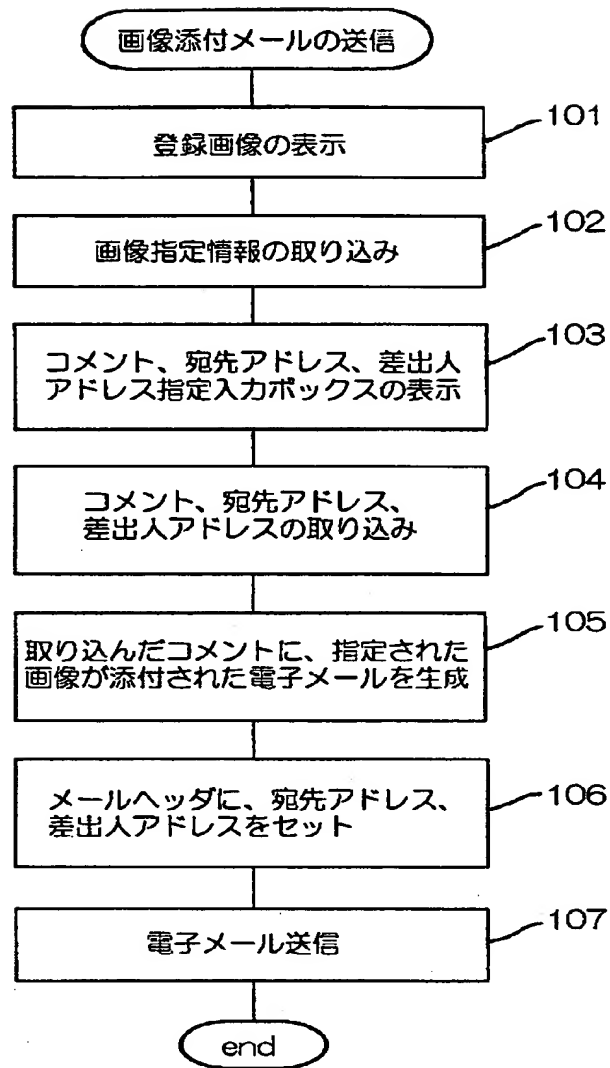 画像添付メールの送信
101
登録画像の表示
102
画像指定情報の取り込み
103
コメント、宛先アドレス、差出人
アドレス指定入力ボックスの表示
104
コメント、宛先アドレス、
差出人アドレスの取り込み
105
取り込んだコメントに、指定された
画像が添付された電子メールを生成
106
メールヘッダに、宛先アドレス、
差出人アドレスをセット
107
電子メール送信
end